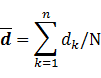 d̅ = ∑_{k=1}^{n} d_k/N